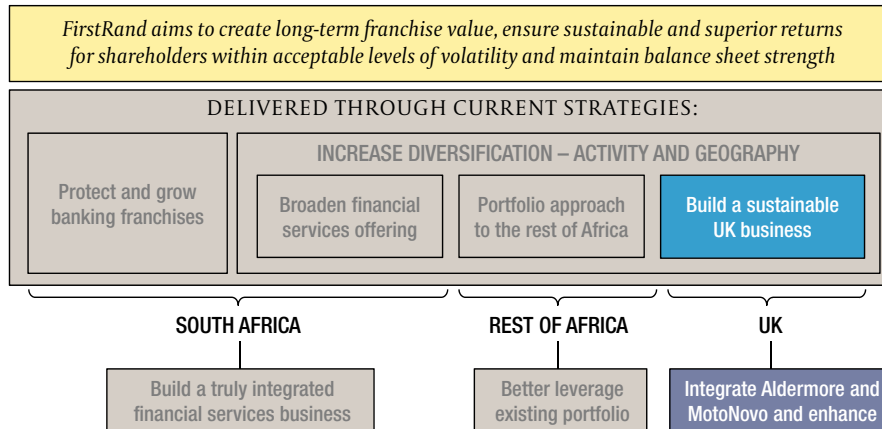 FirstRand aims to create long-term franchise value, ensure sustainable and superior returns
for shareholders within acceptable levels of volatility and maintain balance sheet strength
DELIVERED THROUGH CURRENT STRATEGIES:
INCREASE DIVERSIFICATION – ACTIVITY AND GEOGRAPHY
Protect and grow
banking franchises
Broaden financial
services offering
Portfolio approach
to the rest of Africa
Build a sustainable
UK business
SOUTH AFRICA
REST OF AFRICA
UK
Build a truly integrated
financial services business
Better leverage
existing portfolio
Integrate Aldermore and
MotoNovo and enhance